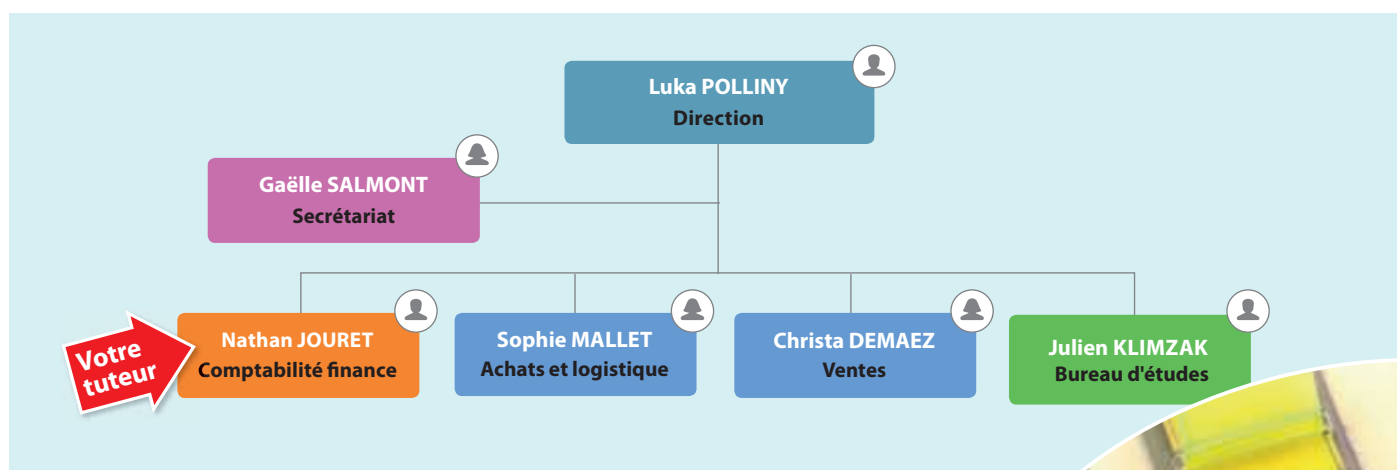 Luka POLLINY
Direction
Gaëlle SALMONT
Secrétariat
Votre
tuteur
Nathan JOURET
Comptabilité finance
Sophie MALLET
Achats et logistique
Christa DEMAEZ
Ventes
Julien KLIMZAK
Bureau d'études